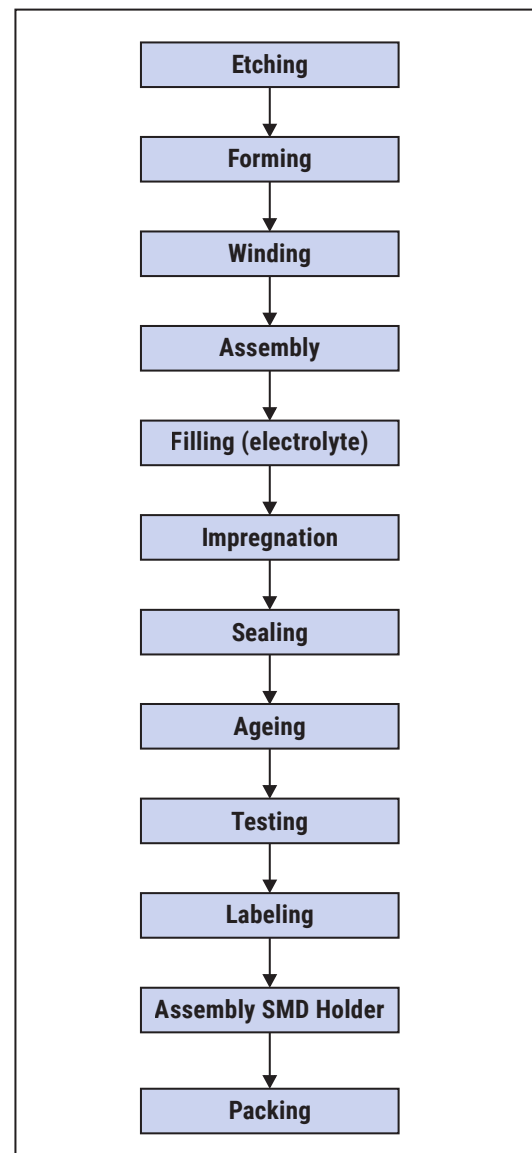 Etching
Forming
Winding
Assembly
Filling (electrolyte)
Impregnation
Sealing
Ageing
Testing
Labeling
Assembly SMD Holder
Packing